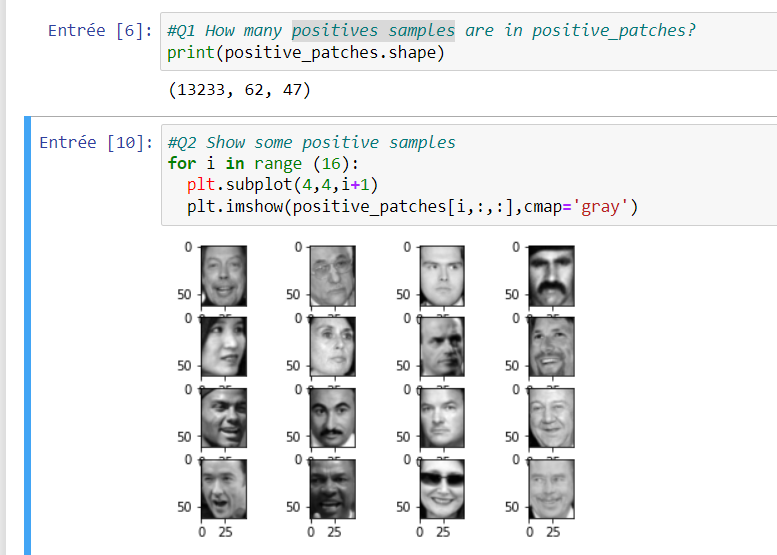 Entrée [6]: #Q1 How many positives samples are in positive_patches?
print(positive_patches.shape)
(13233, 62, 47)
Entrée [10]: #Q2 Show some positive samples
for i in range (16):
  plt.subplot(4,4,i+1)
  plt.imshow(positive_patches[i,:,:],cmap='gray')
0 0 0 0
50 50 50 50
0 0 0 0
50 50 50 50
0 0 0 0
50 50 50 50
0 0 0 0
50 50 50 50
0 25 0 25 0 25 0 25